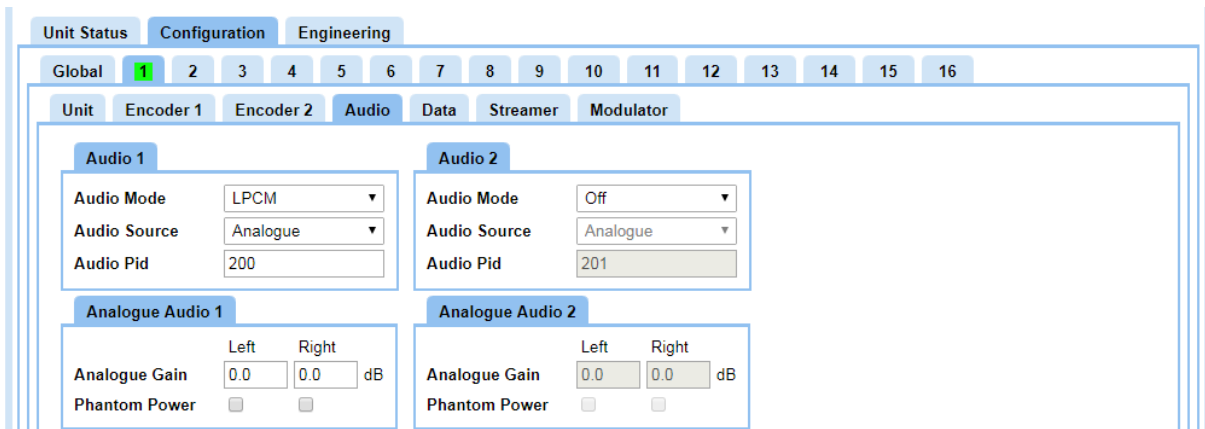 Unit Status Configuration Engineering
Global 1 2 3 4 5 6 7 8 9 10 11 12 13 14 15 16
Unit Encoder 1 Encoder 2 Audio Data Streamer Modulator
Audio 1
Audio Mode LPCM
Audio Source Analogue
Audio Pid 200
Audio 2
Audio Mode Off
Audio Source Analogue
Audio Pid 201
Analogue Audio 1
Left Right
Analogue Gain 0.0 0.0 dB
Phantom Power
Analogue Audio 2
Left Right
Analogue Gain 0.0 0.0 dB
Phantom Power